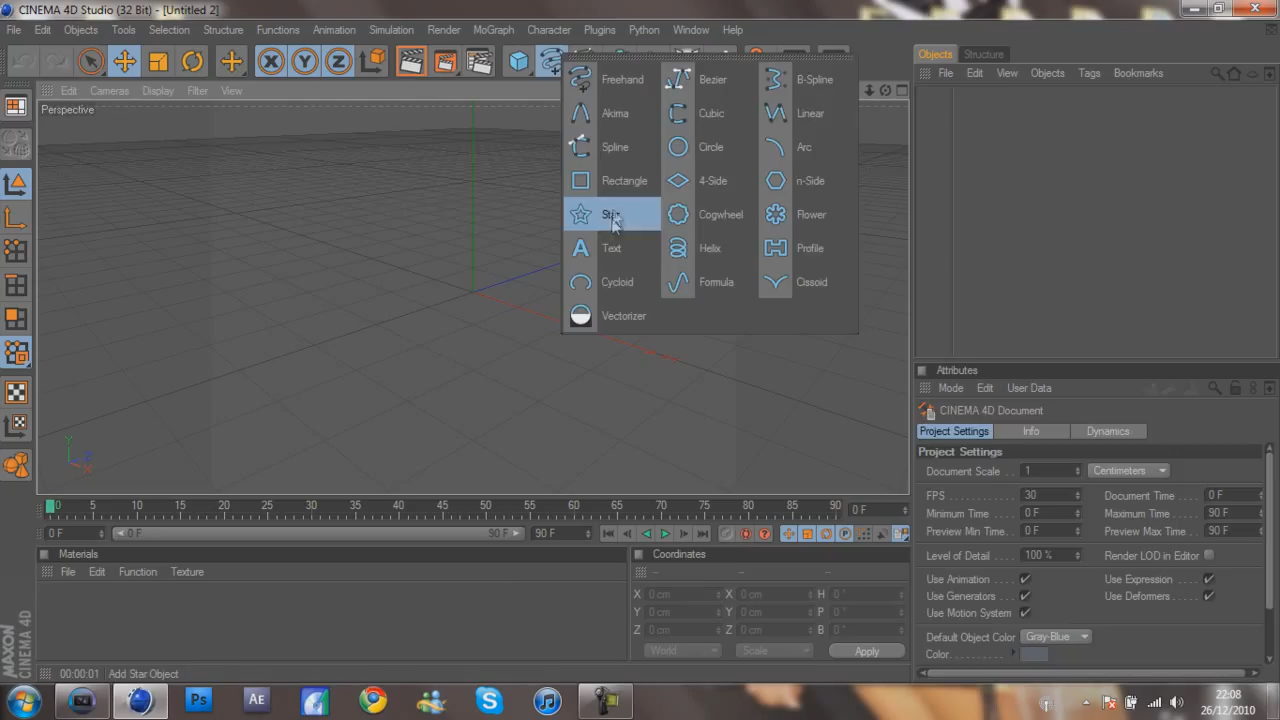 CINEMA 4D Studio (32 Bit) - [Untitled 2]
File Edit Objects Tools Selection Structure Functions Animation Simulation Render MoGraph Character Plugins Python Window Help
X Y Z
Edit Cameras Display Filter View
Perspective
Freehand Bezier B-Spline
Akima Cubic Linear
Spline Circle Arc
Rectangle 4-Side n-Side
Star Cogwheel Flower
Text Helix Profile
Cycloid Formula Cissoid
Vectorizer
Y Z X
Objects Structure
File Edit View Objects Tags Bookmarks
Attributes
Mode Edit User Data
CINEMA 4D Document
Project Settings Info Dynamics
Project Settings
Document Scale 1 Centimeters
FPS 30 Document Time 0 F
Minimum Time 0 F Maximum Time 90 F
Preview Min Time 0 F Preview Max Time 90 F
Level of Detail 100 % Render LOD in Editor
Use Animation Use Expression
Use Generators Use Deformers
Use Motion System
Default Object Color Gray-Blue
Color
0 5 10 15 20 25 30 35 40 45 50 55 60 65 70 75 80 85 90 0 F
0 F 0 F 90 F 90 F
Materials
File Edit Function Texture
Coordinates
-- -- --
X 0 cm X 0 cm H 0 °
Y 0 cm Y 0 cm P 0 °
Z 0 cm Z 0 cm B 0 °
World Scale Apply
MAXON
CINEMA 4D
00:00:01 Add Star Object
Ps AE
22:08
26/12/2010